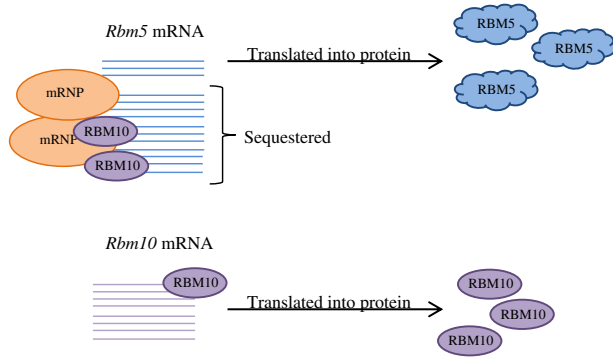 Rbm5 mRNA
Translated into protein
RBM5
RBM5
RBM5
mRNP
mRNP
RBM10
RBM10
Sequestered
Rbm10 mRNA
RBM10
Translated into protein
RBM10
RBM10
RBM10